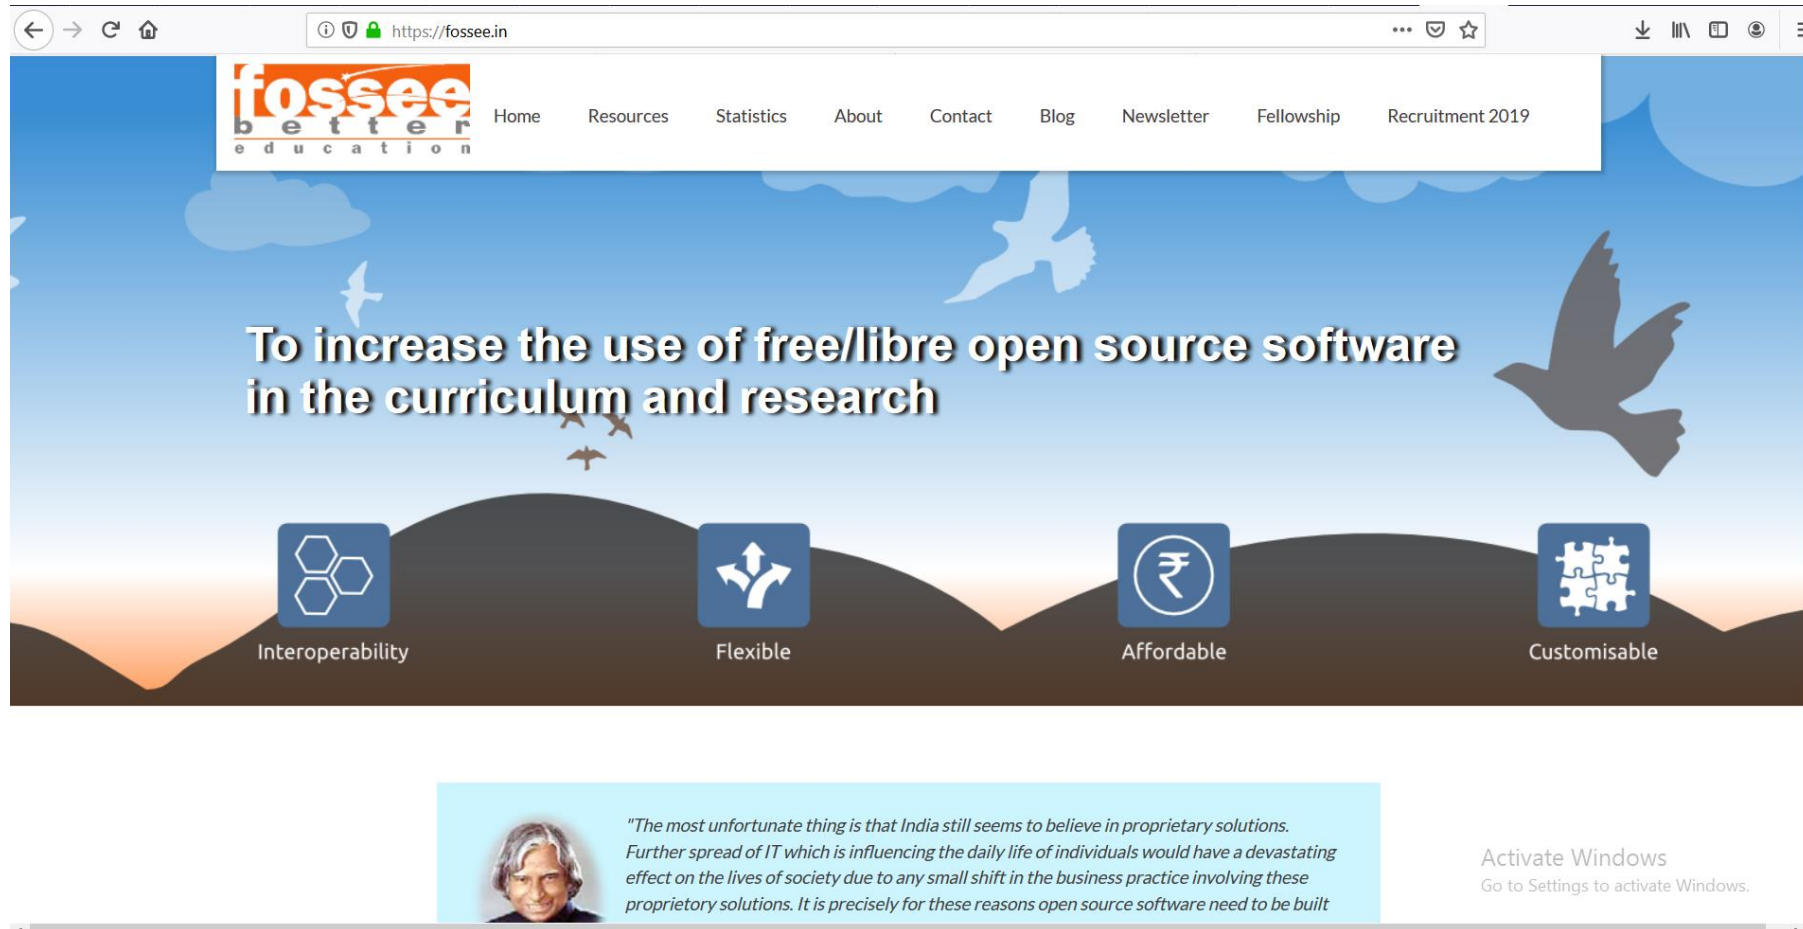 https://fossee.in
fossee
better
education
Home Resources Statistics About Contact Blog Newsletter Fellowship Recruitment 2019
To increase the use of free/libre open source software
in the curriculum and research
₹
Interoperability Flexible Affordable Customisable
"The most unfortunate thing is that India still seems to believe in proprietary solutions.
Further spread of IT which is influencing the daily life of individuals would have a devastating
effect on the lives of society due to any small shift in the business practice involving these
proprietory solutions. It is precisely for these reasons open source software need to be built
Activate Windows
Go to Settings to activate Windows.